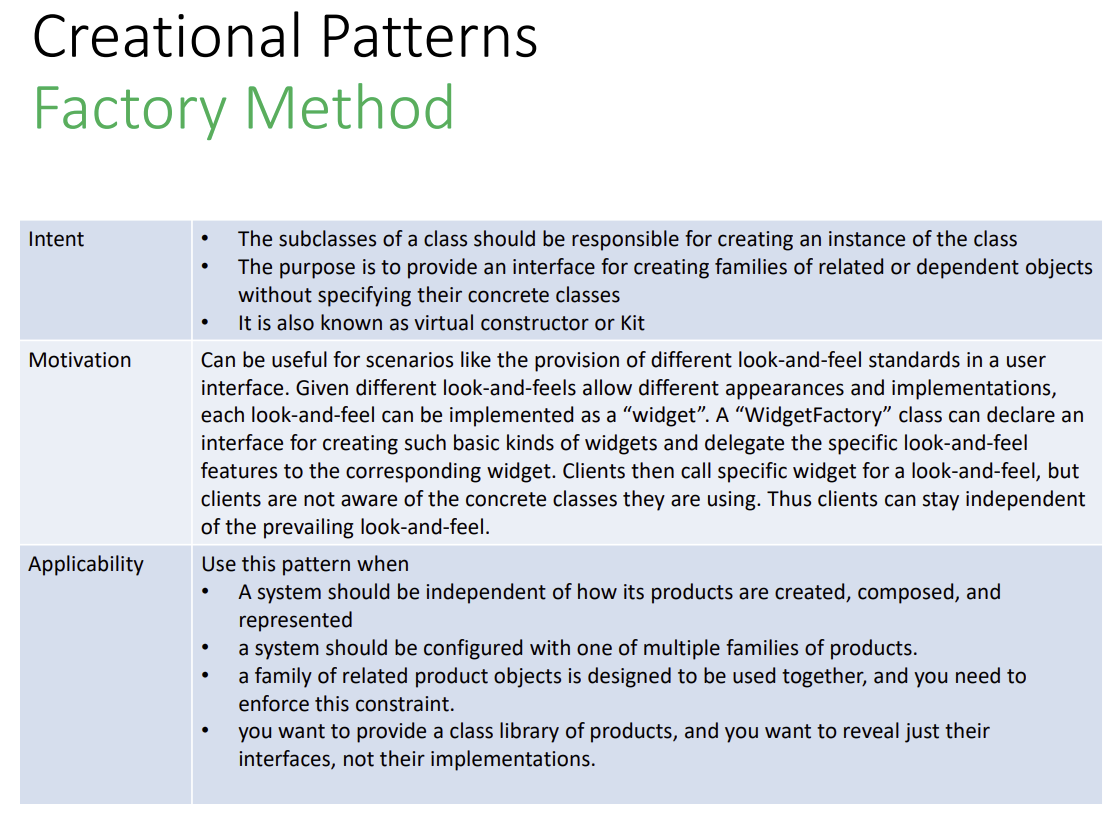 Creational Patterns
Factory Method
Intent
• The subclasses of a class should be responsible for creating an instance of the class
• The purpose is to provide an interface for creating families of related or dependent objects
without specifying their concrete classes
• It is also known as virtual constructor or Kit
Motivation
Can be useful for scenarios like the provision of different look-and-feel standards in a user
interface. Given different look-and-feels allow different appearances and implementations,
each look-and-feel can be implemented as a “widget”. A “WidgetFactory” class can declare an
interface for creating such basic kinds of widgets and delegate the specific look-and-feel
features to the corresponding widget. Clients then call specific widget for a look-and-feel, but
clients are not aware of the concrete classes they are using. Thus clients can stay independent
of the prevailing look-and-feel.
Applicability
Use this pattern when
• A system should be independent of how its products are created, composed, and
represented
• a system should be configured with one of multiple families of products.
• a family of related product objects is designed to be used together, and you need to
enforce this constraint.
• you want to provide a class library of products, and you want to reveal just their
interfaces, not their implementations.